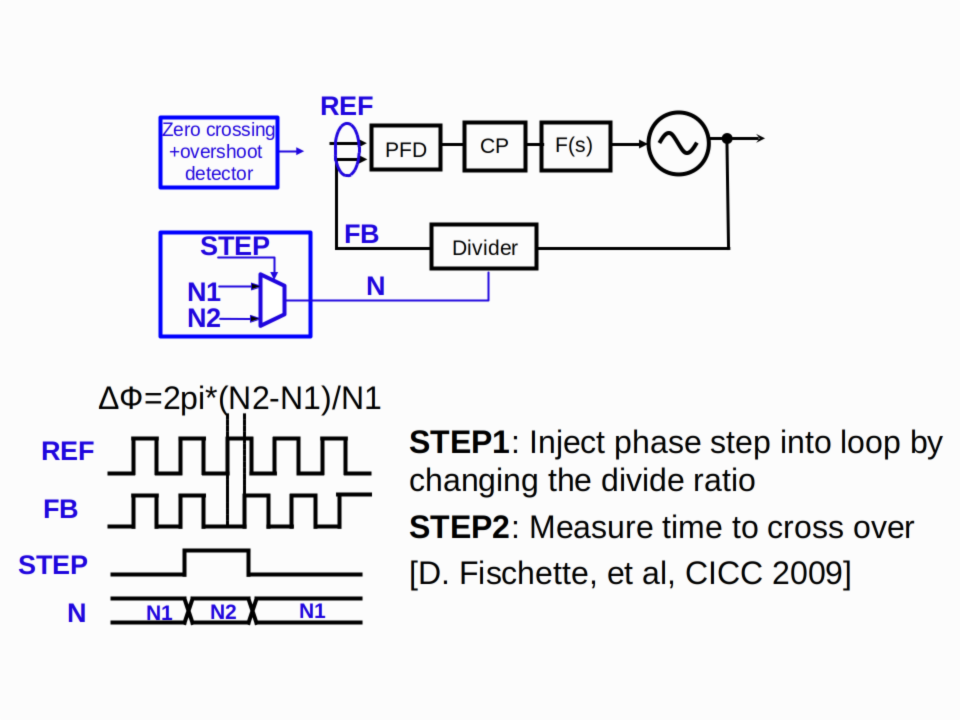 REF
Zero crossing
+overshoot
detector
PFD
CP
F(s)
FB
Divider
STEP
N1
N2
N
ΔΦ=2pi*(N2-N1)/N1
REF
FB
STEP
N
N1
N2
N1
STEP1: Inject phase step into loop by
changing the divide ratio
STEP2: Measure time to cross over
[D. Fischette, et al, CICC 2009]